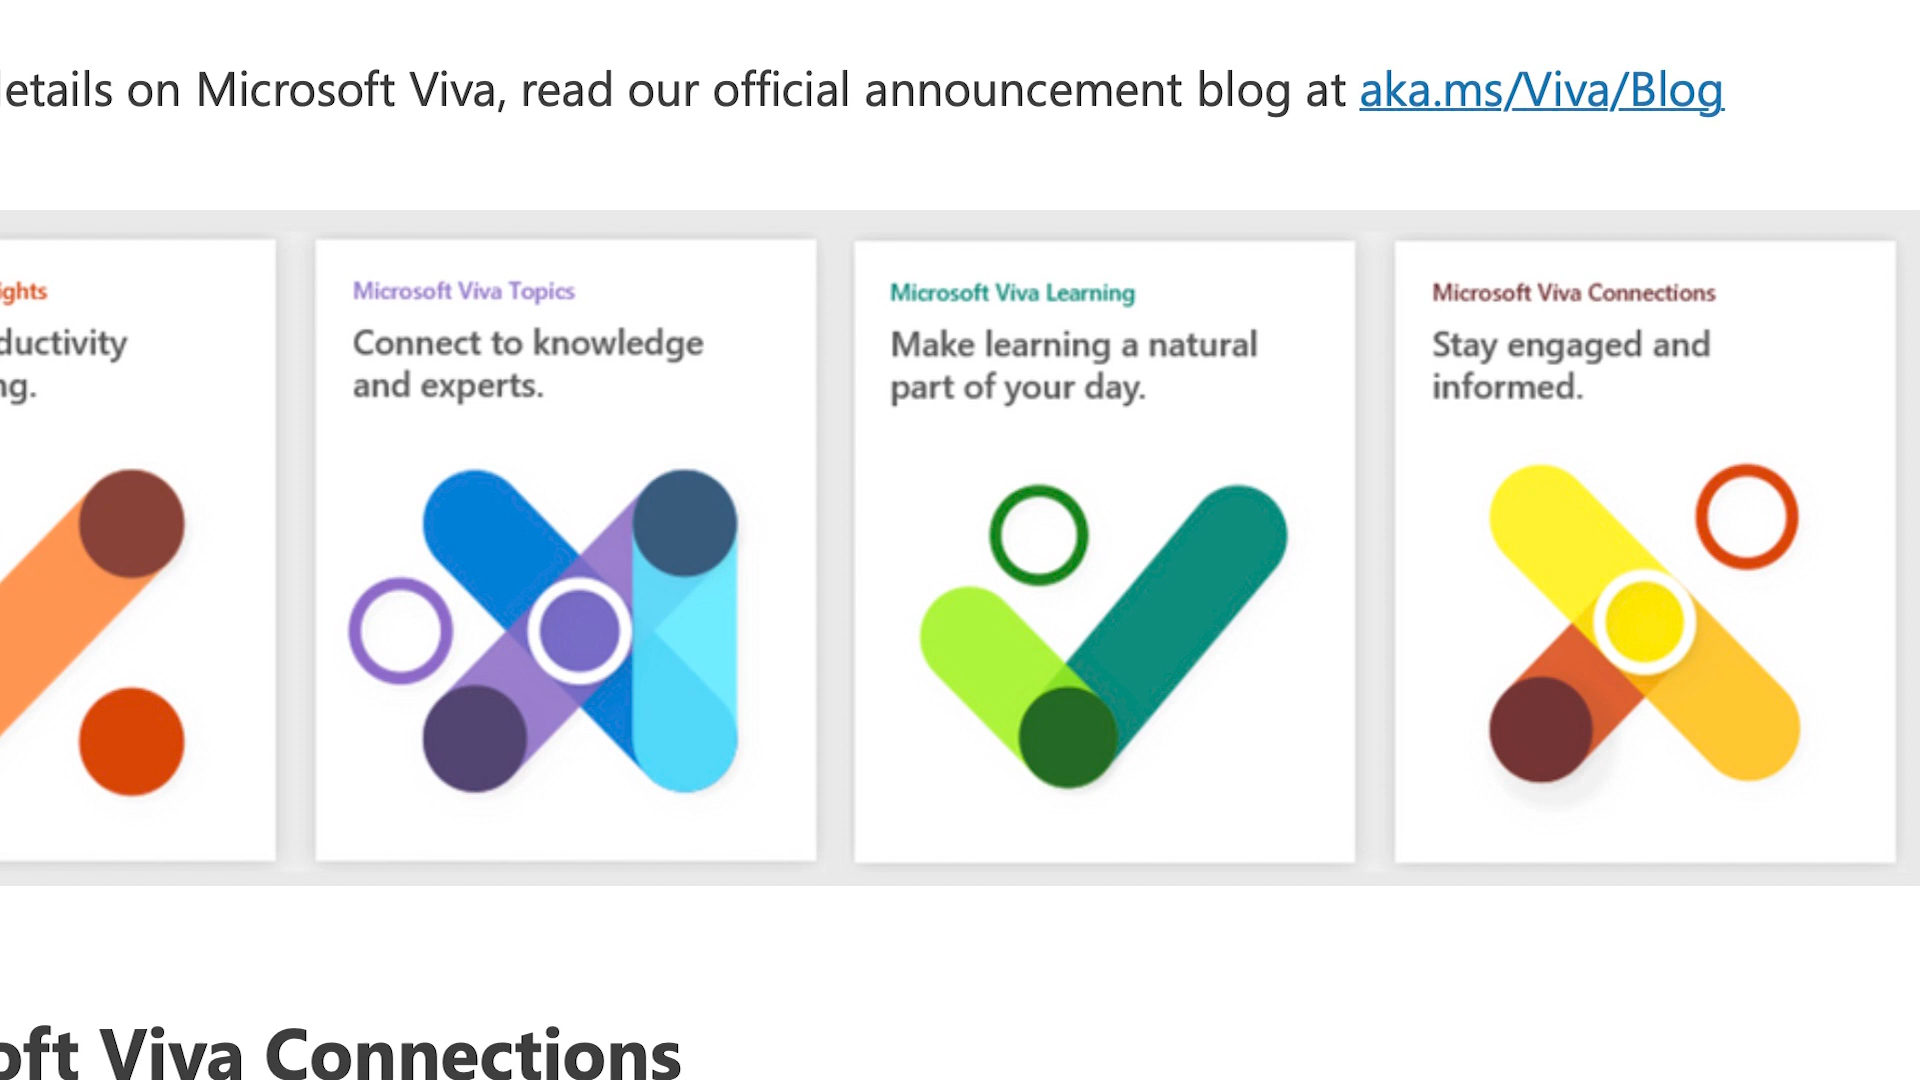 details on Microsoft Viva, read our official announcement blog at aka.ms/Viva/Blog
ights
ductivity
ng.
Microsoft Viva Topics
Connect to knowledge
and experts.
Microsoft Viva Learning
Make learning a natural
part of your day.
Microsoft Viva Connections
Stay engaged and
informed.
oft Viva Connections